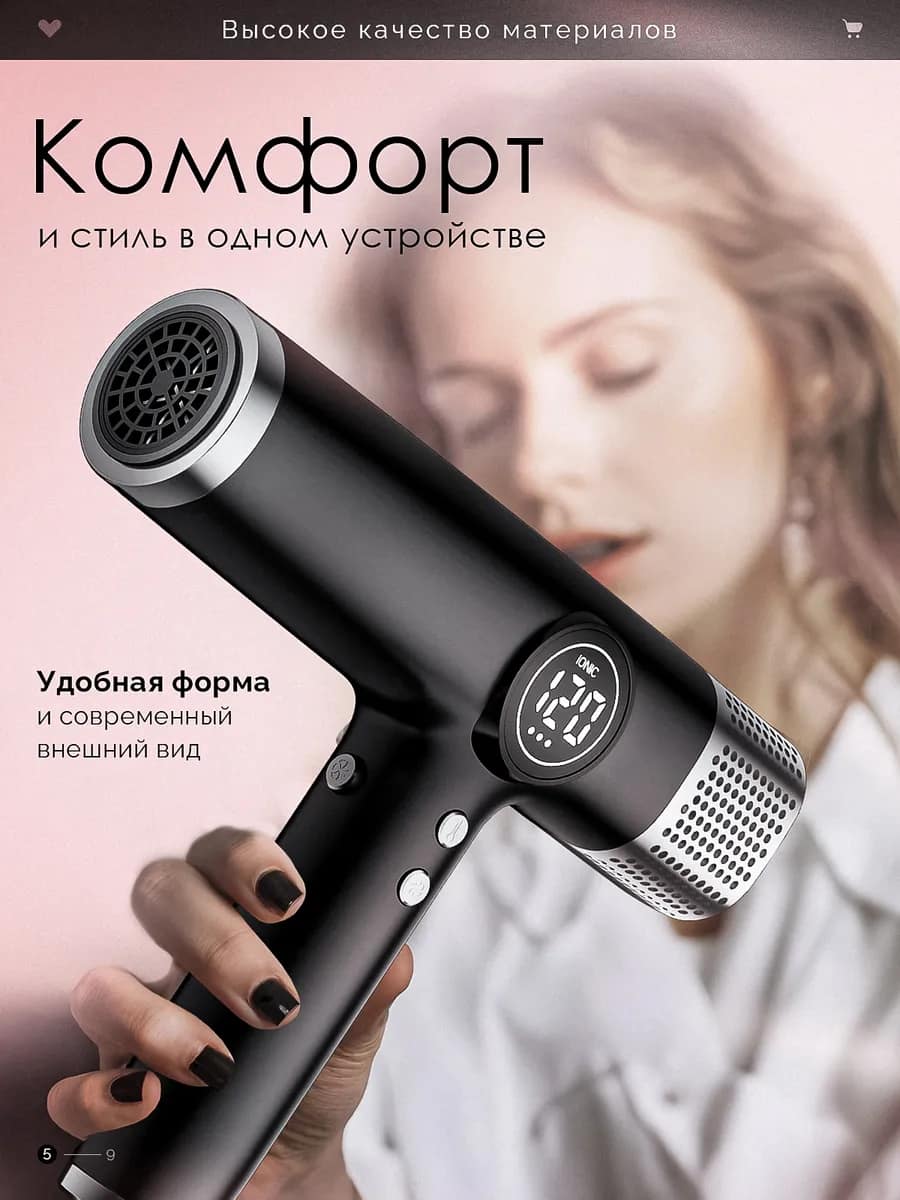 Высокое качество материалов
Комфорт
и стиль в одном устройстве
IONIC
120
Удобная форма
и современный
внешний вид
5 9